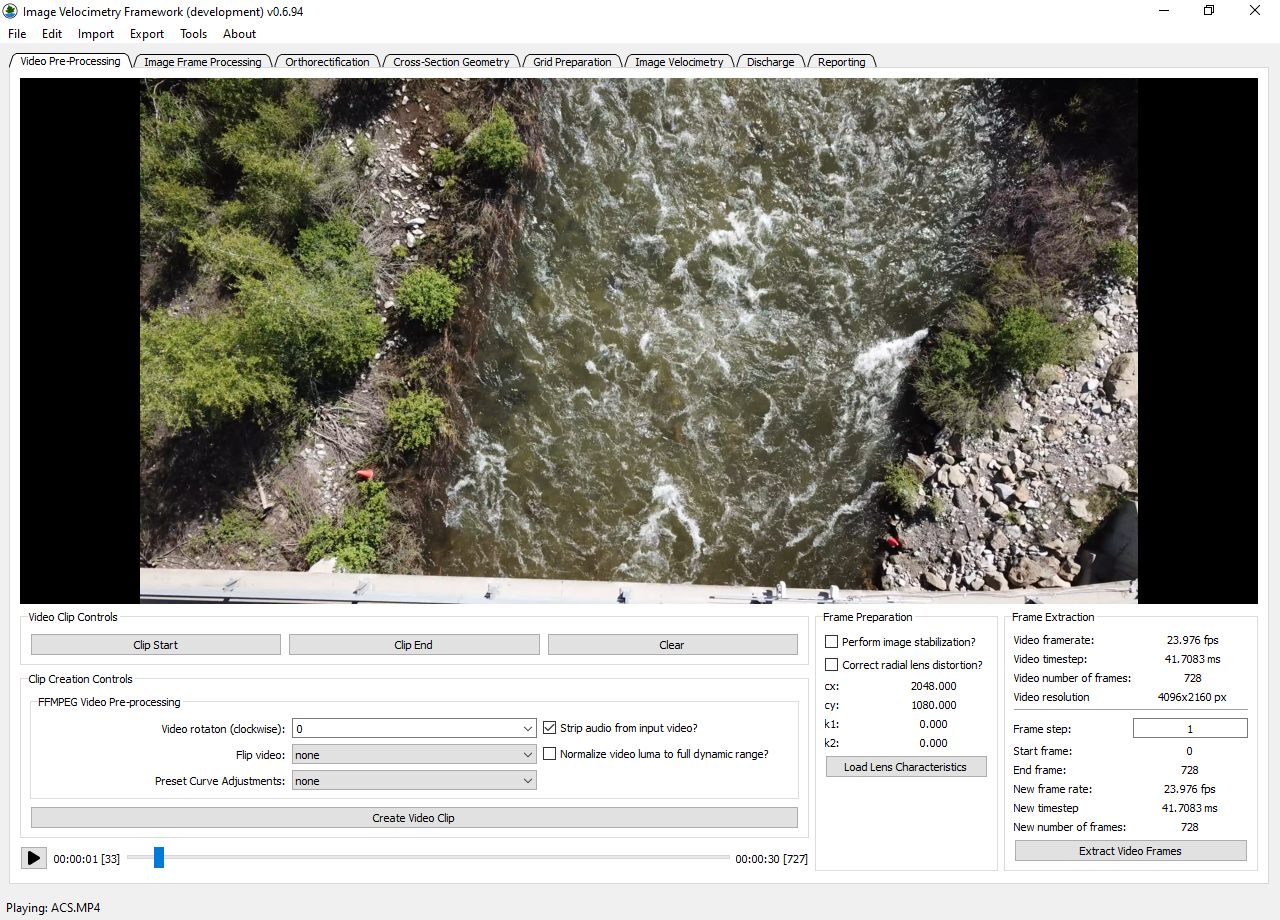 Image Velocimetry Framework (development) v0.6.94
File Edit Import Export Tools About
Video Pre-Processing Image Frame Processing Orthorectification Cross-Section Geometry Grid Preparation Image Velocimetry Discharge Reporting
Video Clip Controls
Clip Start Clip End Clear
Clip Creation Controls
FFMPEG Video Pre-processing
Video rotaton (clockwise): 0 Strip audio from input video?
Flip video: none Normalize video luma to full dynamic range?
Preset Curve Adjustments: none
Create Video Clip
00:00:01 [33] 00:00:30 [727]
Frame Preparation
Perform image stabilization?
Correct radial lens distortion?
cx: 2048.000
cy: 1080.000
k1: 0.000
k2: 0.000
Load Lens Characteristics
Frame Extraction
Video framerate: 23.976 fps
Video timestep: 41.7083 ms
Video number of frames: 728
Video resolution 4096x2160 px
Frame step: 1
Start frame: 0
End frame: 728
New frame rate: 23.976 fps
New timestep 41.7083 ms
New number of frames: 728
Extract Video Frames
Playing: ACS.MP4